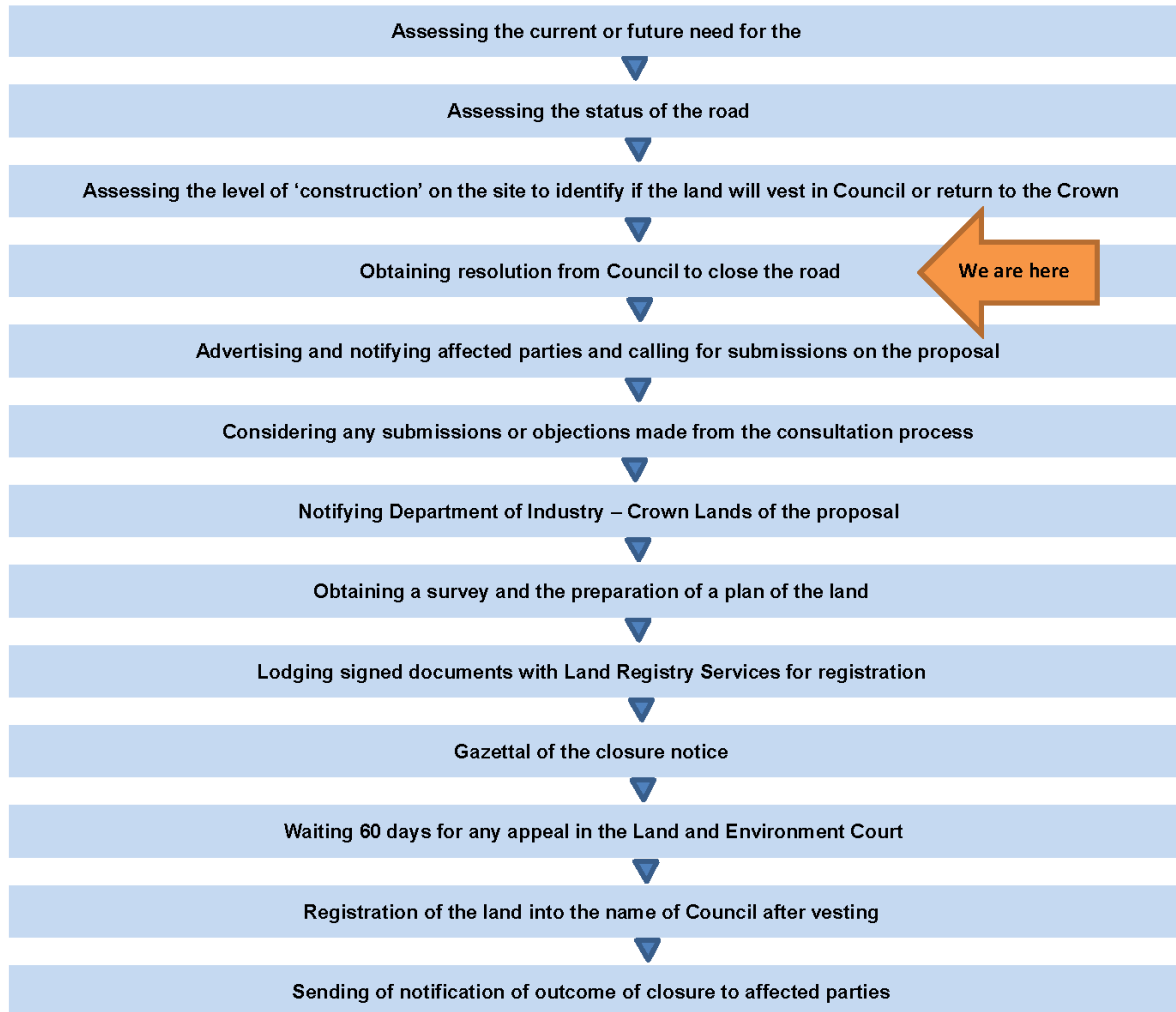 Assessing the current or future need for the
Assessing the status of the road
Assessing the level of ‘construction’ on the site to identify if the land will vest in Council or return to the Crown
Obtaining resolution from Council to close the road
We are here
Advertising and notifying affected parties and calling for submissions on the proposal
Considering any submissions or objections made from the consultation process
Notifying Department of Industry – Crown Lands of the proposal
Obtaining a survey and the preparation of a plan of the land
Lodging signed documents with Land Registry Services for registration
Gazettal of the closure notice
Waiting 60 days for any appeal in the Land and Environment Court
Registration of the land into the name of Council after vesting
Sending of notification of outcome of closure to affected parties